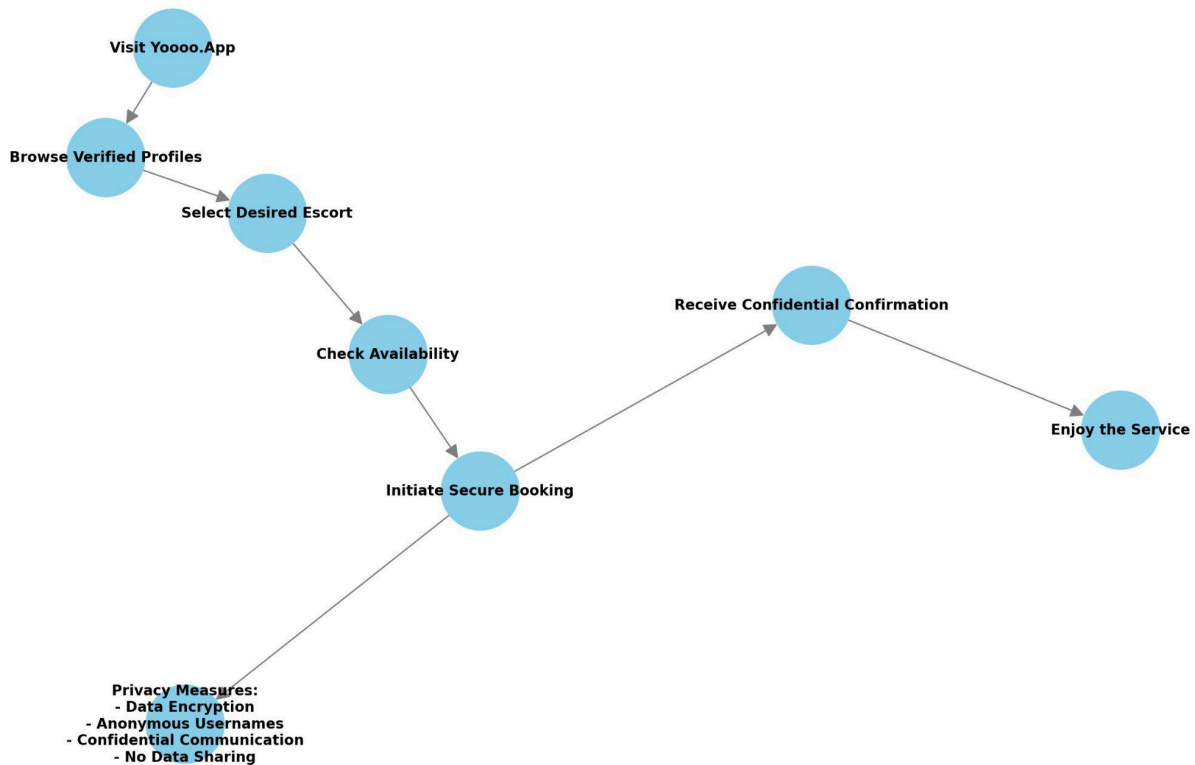 Visit Yoooo.App
Browse Verified Profiles
Select Desired Escort
Receive Confidential Confirmation
Check Availability
Enjoy the Service
Initiate Secure Booking
Privacy Measures:
- Data Encryption
- Anonymous Usernames
- Confidential Communication
- No Data Sharing